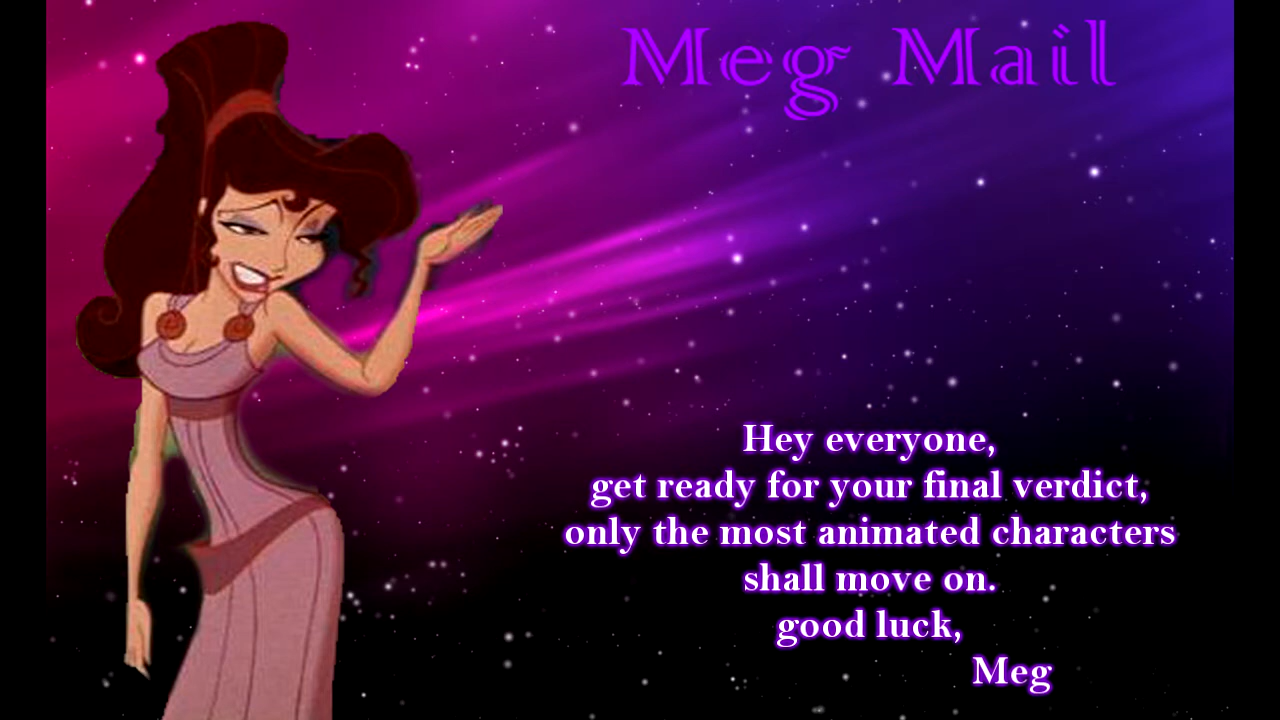 Meg Mail
Hey everyone,
get ready for your final verdict,
only the most animated characters
shall move on.
good luck,
Meg